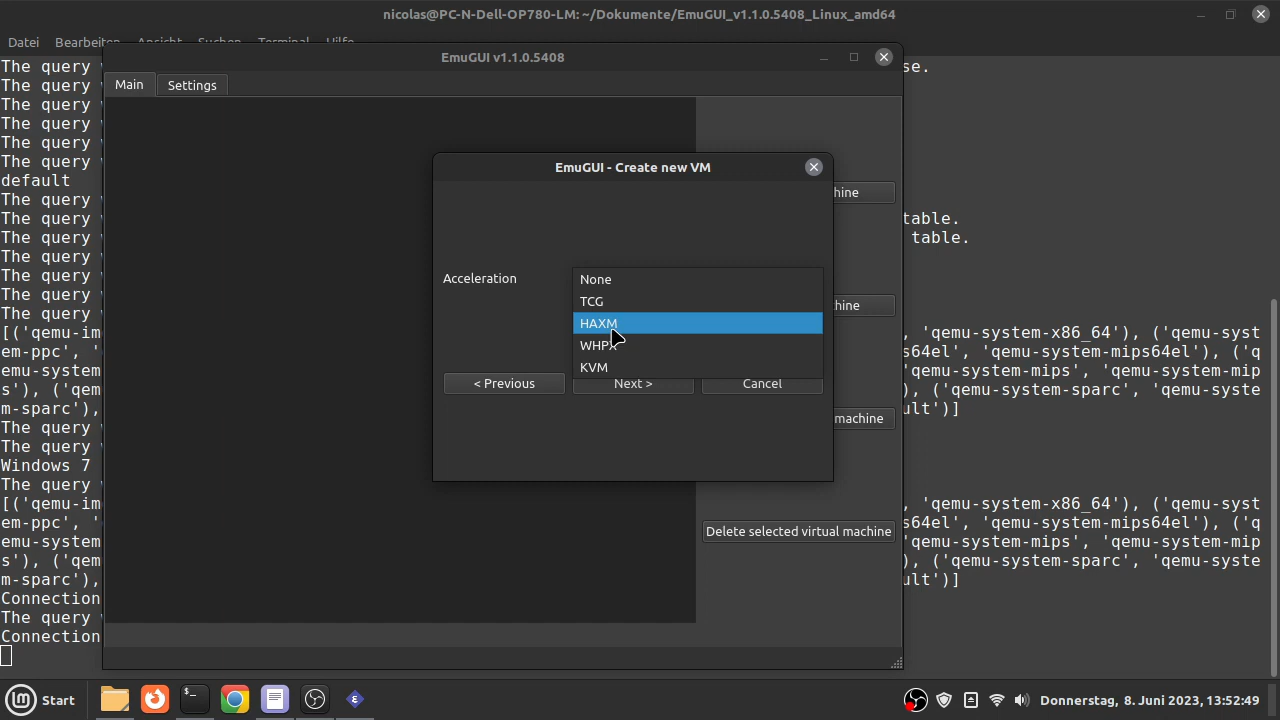 nicolas@PC-N-Dell-OP780-LM: ~/Dokumente/EmuGUI_v1.1.0.5408_Linux_amd64
Datei Bearbeiten Ansicht Suchen Terminal Hilfe
EmuGUI v1.1.0.5408
Main Settings
EmuGUI - Create new VM
Acceleration
None
TCG
HAXM
WHPX
KVM
< Previous Next > Cancel
hine
hine
machine
Delete selected virtual machine
The query se.
The query
The query
The query
The query
The query
default
The query
The query table.
The query table.
The query
The query
The query
The query
[('qemu-im , 'qemu-system-x86_64'), ('qemu-syst
em-ppc', ' s64el', 'qemu-system-mips64el'), ('q
emu-system 'qemu-system-mips', 'qemu-system-mip
s'), ('qem ), ('qemu-system-sparc', 'qemu-syste
m-sparc'), ult')]
The query
The query
Windows 7
The query
[('qemu-im , 'qemu-system-x86_64'), ('qemu-syst
em-ppc', ' s64el', 'qemu-system-mips64el'), ('q
emu-system 'qemu-system-mips', 'qemu-system-mip
s'), ('qem ), ('qemu-system-sparc', 'qemu-syste
m-sparc'), ult')]
Connection
The query
Connection
Start Donnerstag, 8. Juni 2023, 13:52:49